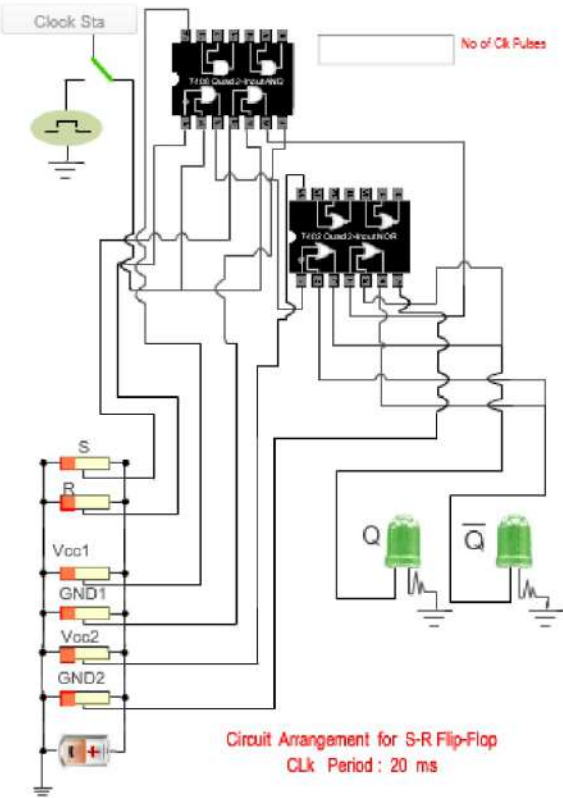 Clock Sta
No of Clk Pulses
7408 Quad 2-Input AND
7402 Quad 2-Input NOR
S
R
Vcc1
GND1
Vcc2
GND2
Q
Q
Circuit Arrangement for S-R Flip-Flop
CLk Period : 20 ms